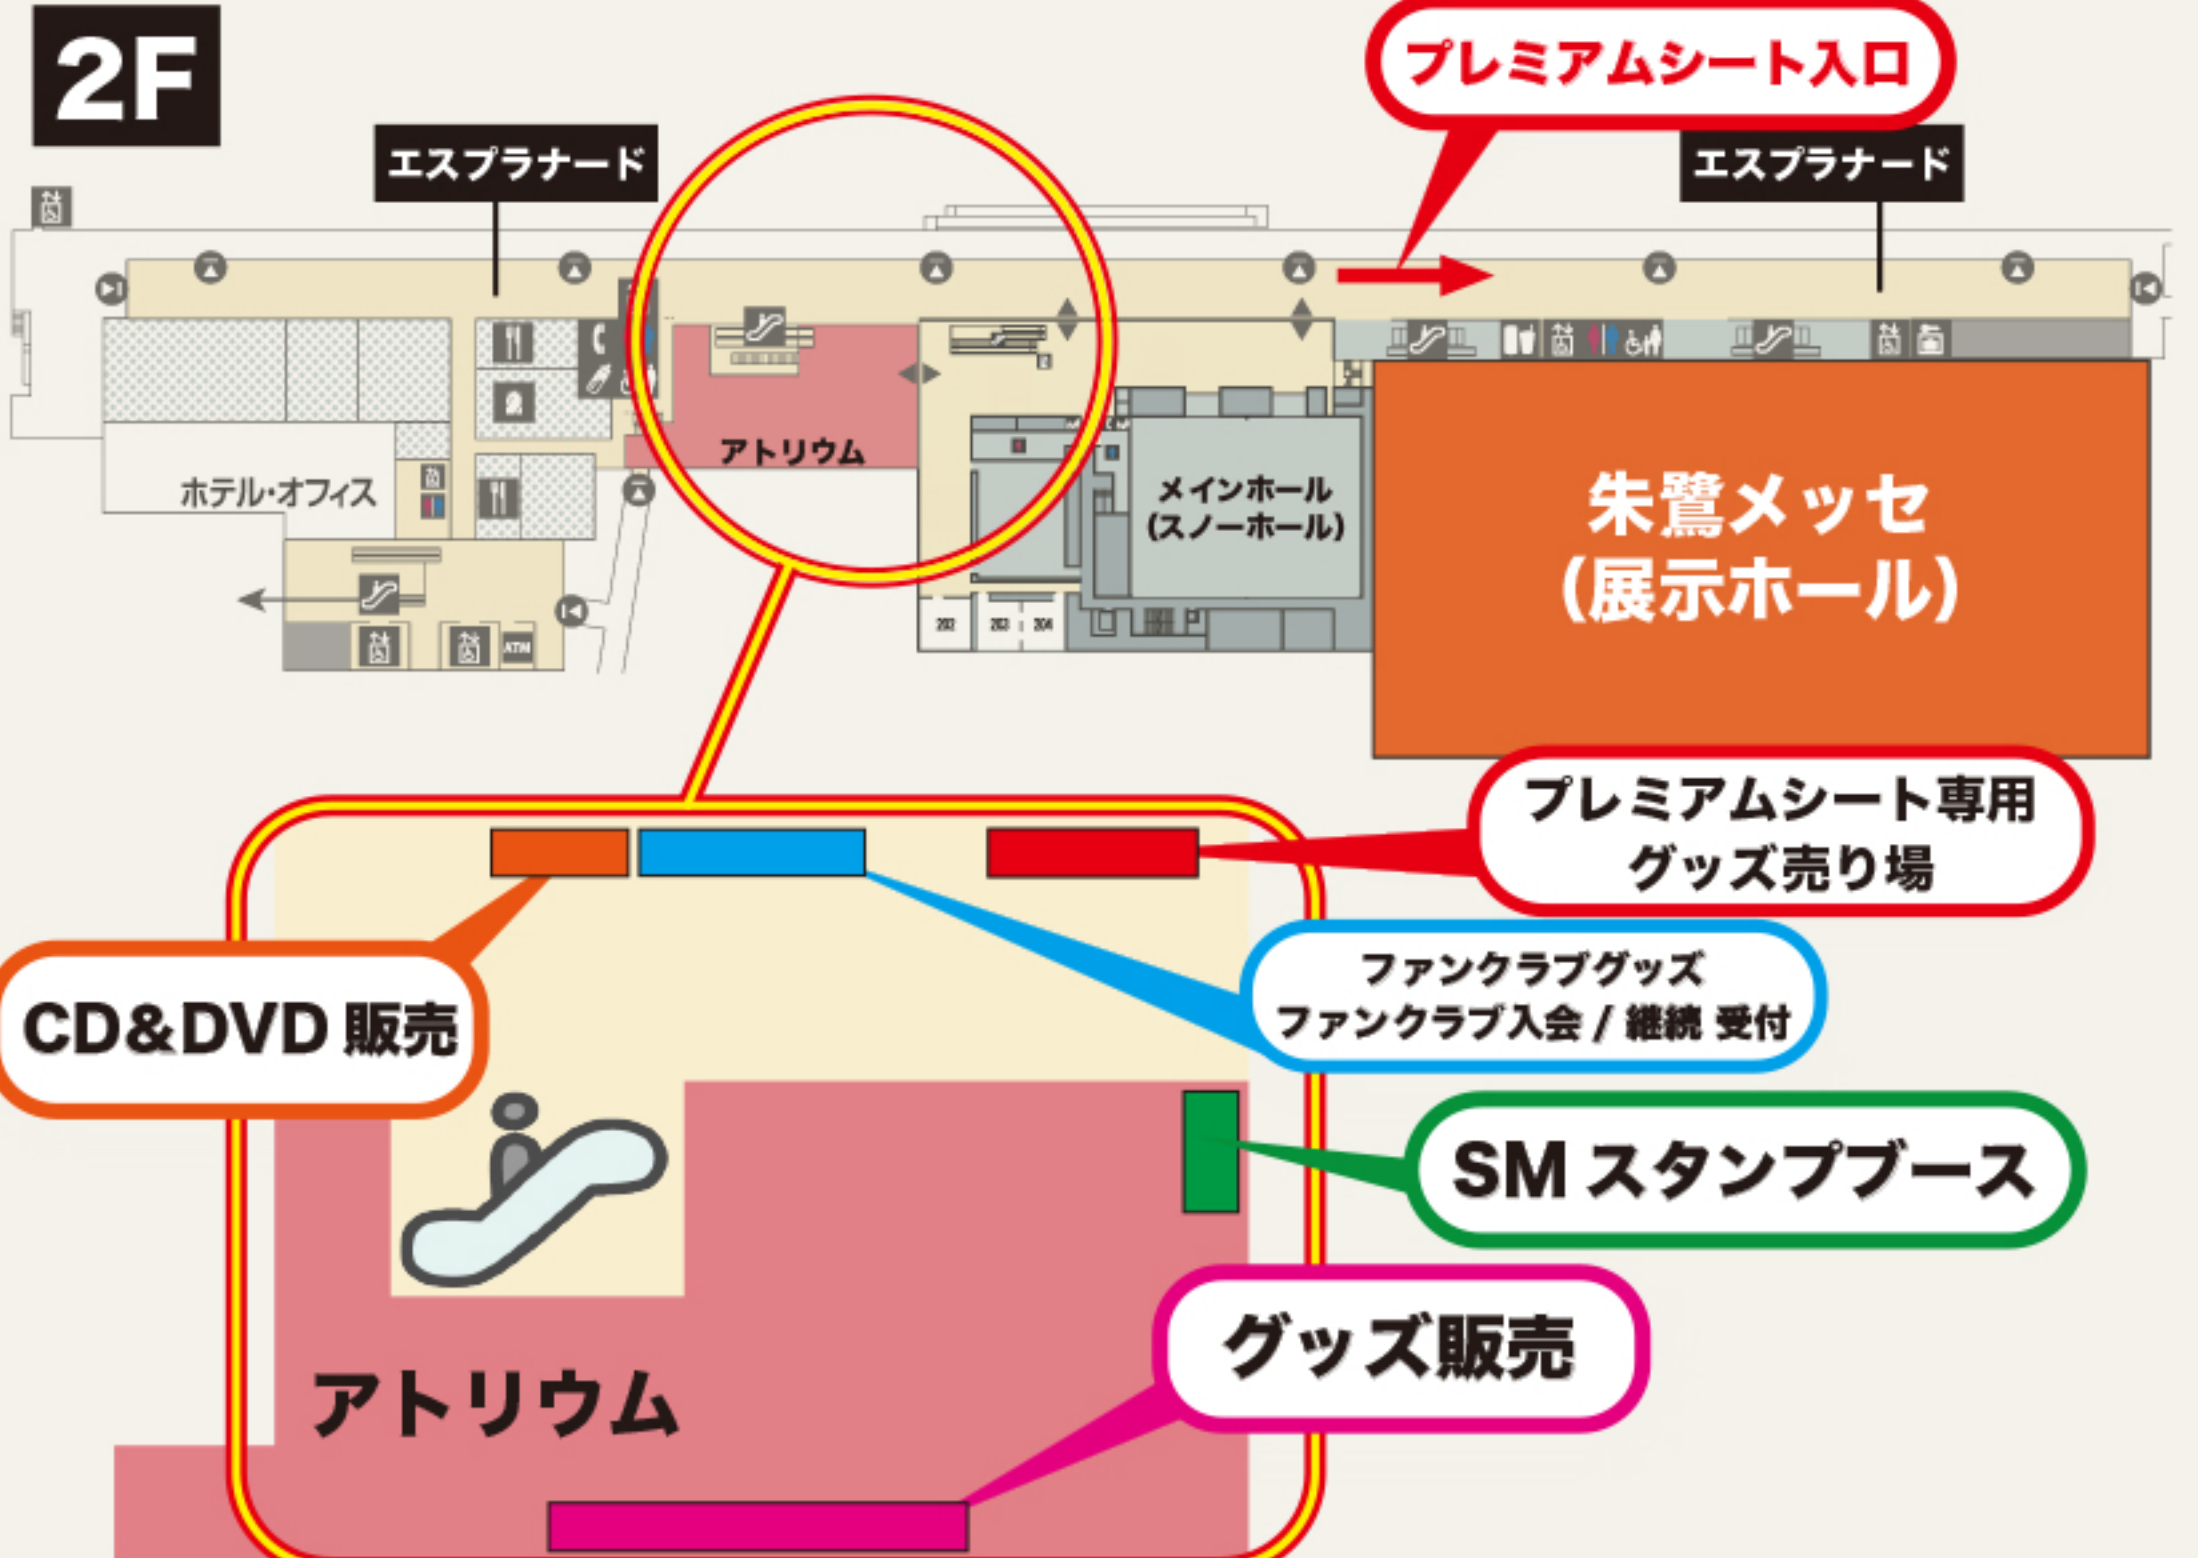 2F
プレミアムシート入口
エスプラナード
エスプラナード
アトリウム
ホテル・オフィス
メインホール
(スノーホール)
朱鷺メッセ
(展示ホール)
202
203
204
ATM
プレミアムシート専用
グッズ売り場
ファンクラブグッズ
ファンクラブ入会 / 継続 受付
CD&DVD 販売
SM スタンプブース
グッズ販売
アトリウム